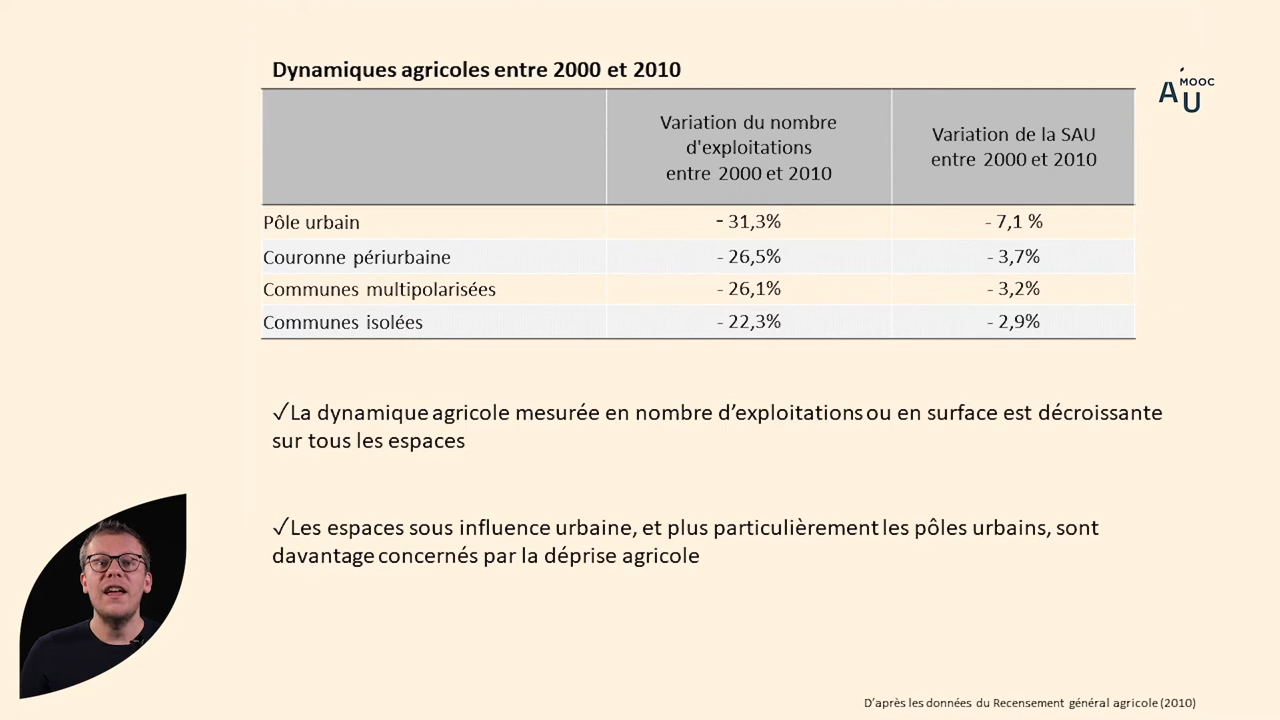 Dynamiques agricoles entre 2000 et 2010
MOOC
AU
Variation du nombre
d'exploitations
entre 2000 et 2010
Variation de la SAU
entre 2000 et 2010
Pôle urbain - 31,3% - 7,1 %
Couronne périurbaine - 26,5% - 3,7%
Communes multipolarisées - 26,1% - 3,2%
Communes isolées - 22,3% - 2,9%
✓La dynamique agricole mesurée en nombre d’exploitations ou en surface est décroissante
sur tous les espaces
✓Les espaces sous influence urbaine, et plus particulièrement les pôles urbains, sont
davantage concernés par la déprise agricole
D’après les données du Recensement général agricole (2010)